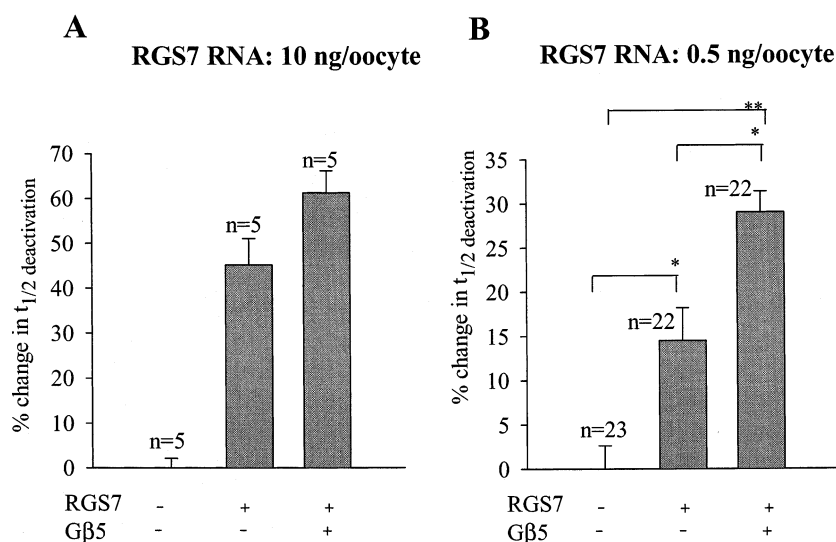 A
RGS7 RNA: 10 ng/oocyte
% change in t1/2 deactivation
70
60
50
40
30
20
10
0
n=5
n=5
n=5
RGS7 - + +
Gβ5 - - +
B
RGS7 RNA: 0.5 ng/oocyte
% change in t1/2 deactivation
35
30
25
20
15
10
5
0
**
*
*
n=23
n=22
n=22
RGS7 - + +
Gβ5 - - +